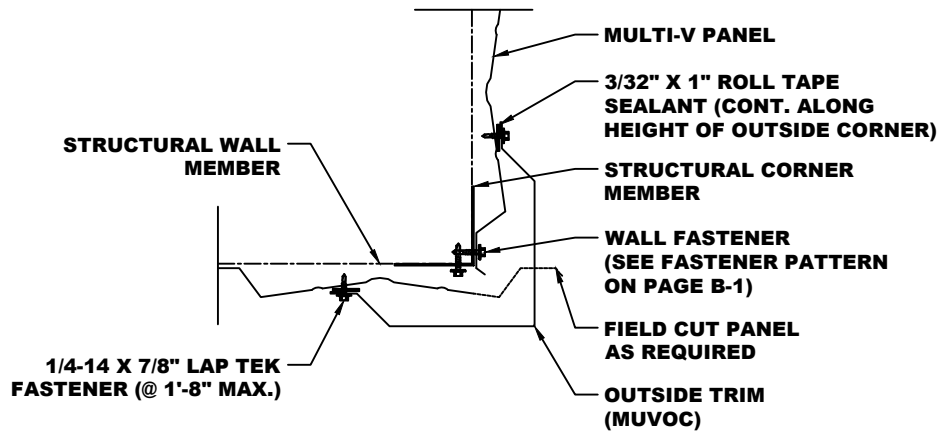 MULTI-V PANEL
3/32" X 1" ROLL TAPE
SEALANT (CONT. ALONG
HEIGHT OF OUTSIDE CORNER)
STRUCTURAL WALL
MEMBER
STRUCTURAL CORNER
MEMBER
WALL FASTENER
(SEE FASTENER PATTERN
ON PAGE B-1)
FIELD CUT PANEL
AS REQUIRED
1/4-14 X 7/8" LAP TEK
FASTENER (@ 1'-8" MAX.)
OUTSIDE TRIM
(MUVOC)